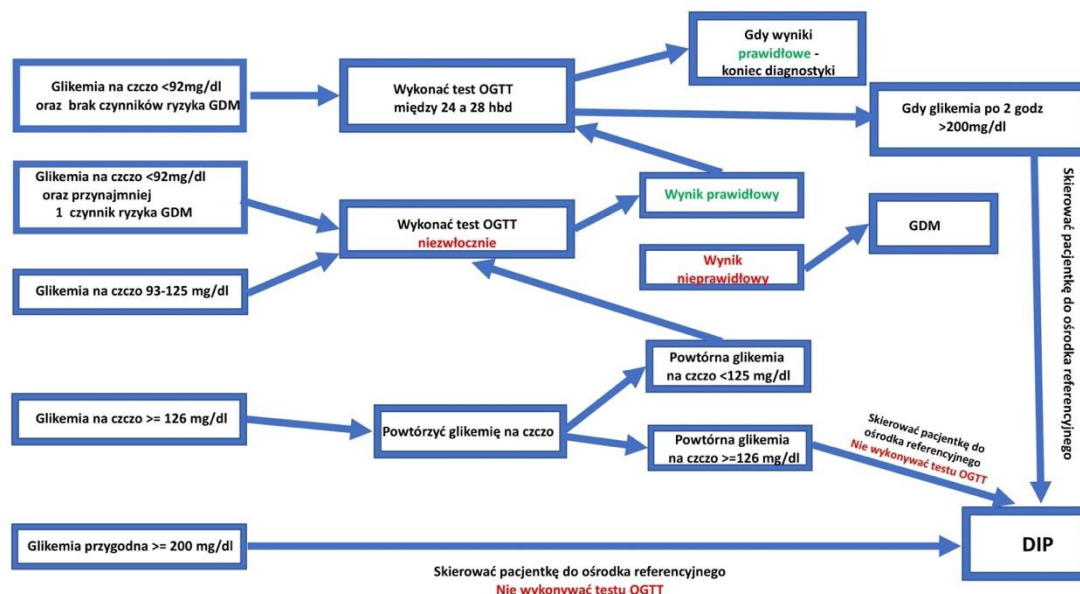 Glikemia na czczo <92mg/dl
oraz brak czynników ryzyka GDM
Wykonać test OGTT
między 24 a 28 hbd
Gdy wyniki
prawidłowe -
koniec diagnostyki
Gdy glikemia po 2 godz
>200mg/dl
Glikemia na czczo <92mg/dl
oraz przynajmniej
1 czynnik ryzyka GDM
Wykonać test OGTT
niezwłocznie
Wynik prawidłowy
Wynik
nieprawidłowy
GDM
Skierować pacjentkę do ośrodka referencyjnego
Glikemia na czczo 93-125 mg/dl
Powtórna glikemia
na czczo <125 mg/dl
Glikemia na czczo >= 126 mg/dl
Powtórzyć glikemię na czczo
Powtórna glikemia
na czczo >=126 mg/dl
Skierować pacjentkę do
ośrodka referencyjnego
Nie wykonywać testu OGTT
Glikemia przygodna >= 200 mg/dl
DIP
Skierować pacjentkę do ośrodka referencyjnego
Nie wykonywać testu OGTT